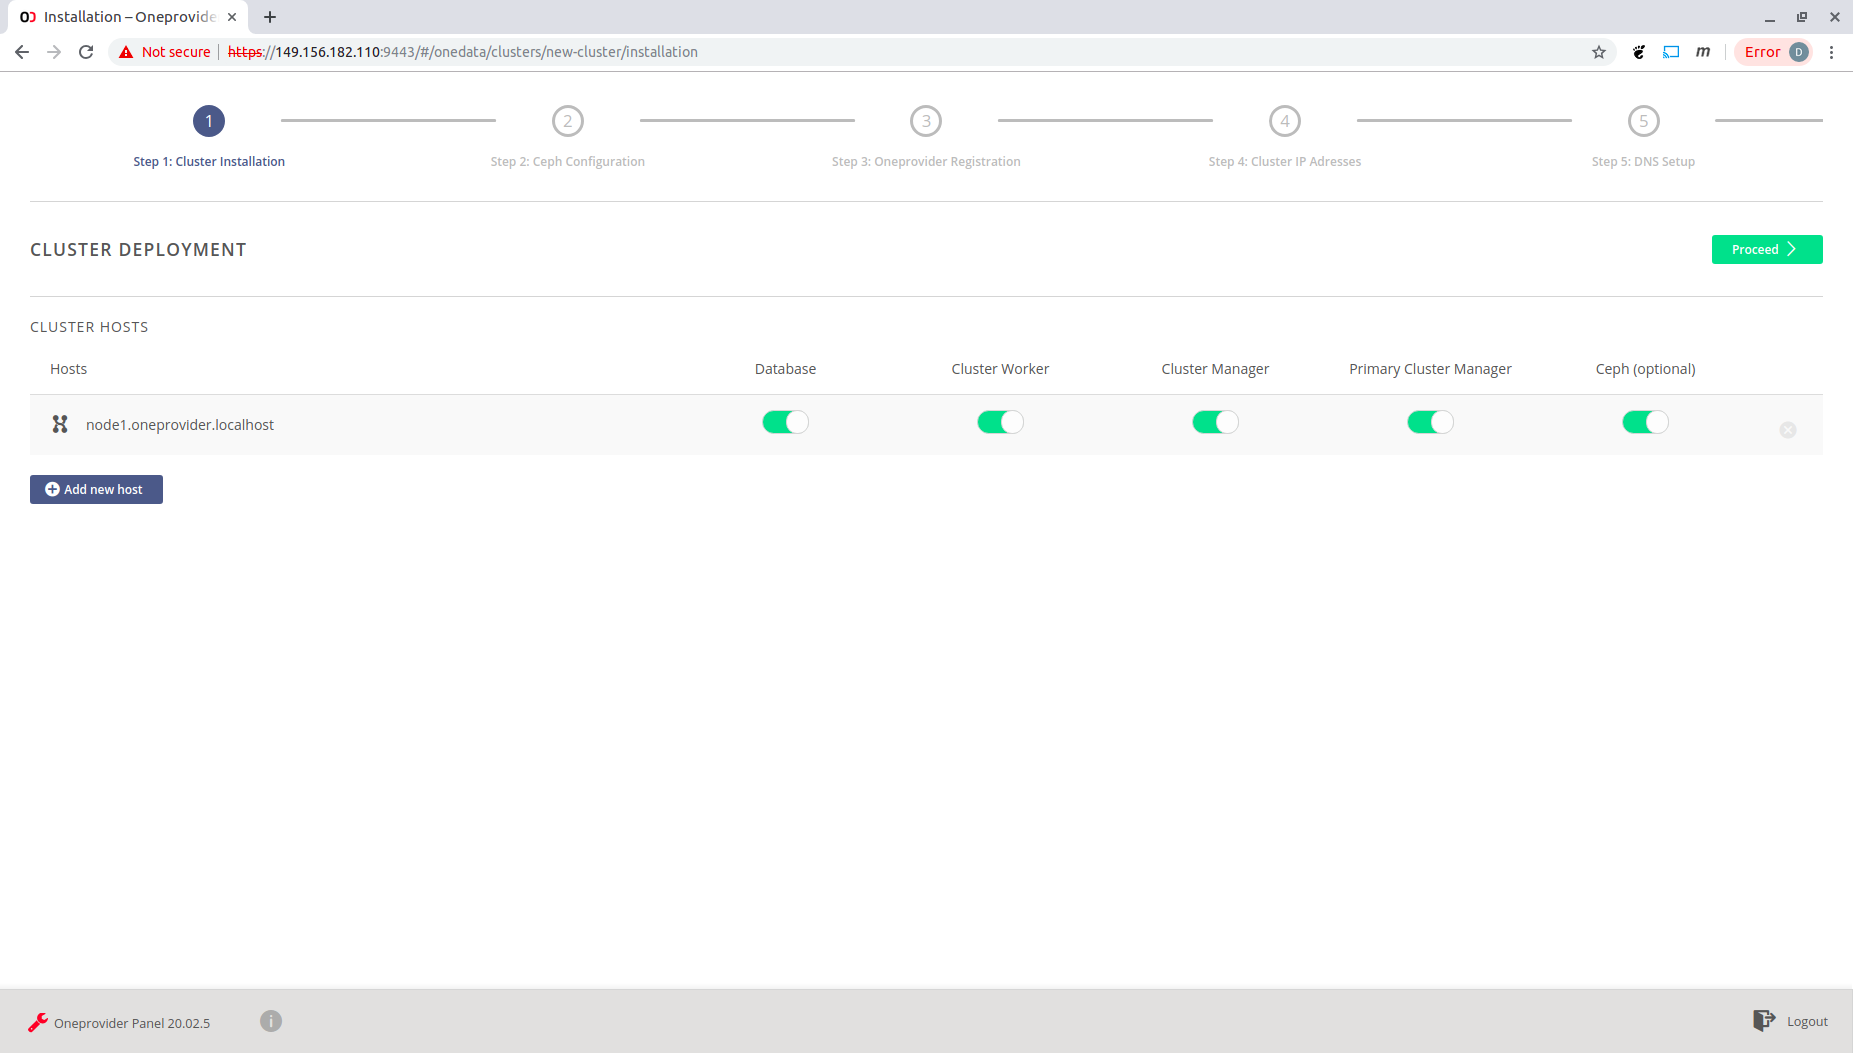 Installation – Oneprovide
Not secure https://149.156.182.110:9443/#/onedata/clusters/new-cluster/installation
m
Error D
1 2 3 4 5
Step 1: Cluster Installation Step 2: Ceph Configuration Step 3: Oneprovider Registration Step 4: Cluster IP Adresses Step 5: DNS Setup
CLUSTER DEPLOYMENT
Proceed
CLUSTER HOSTS
Hosts Database Cluster Worker Cluster Manager Primary Cluster Manager Ceph (optional)
node1.oneprovider.localhost
Add new host
Oneprovider Panel 20.02.5
Logout